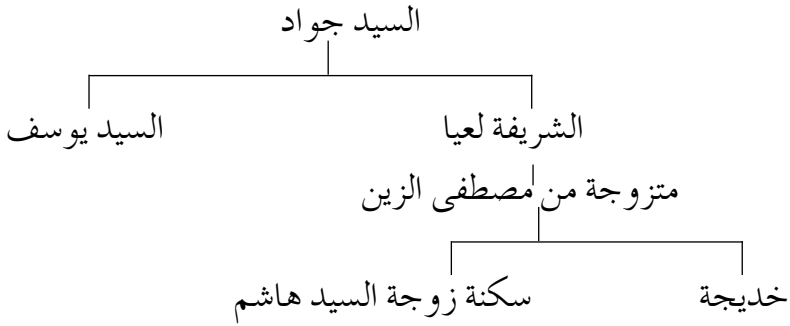 السيد جواد
الشريفة لعيا
السيد يوسف
متزوجة من مصطفى الزين
خديجة
سكنة زوجة السيد هاشم